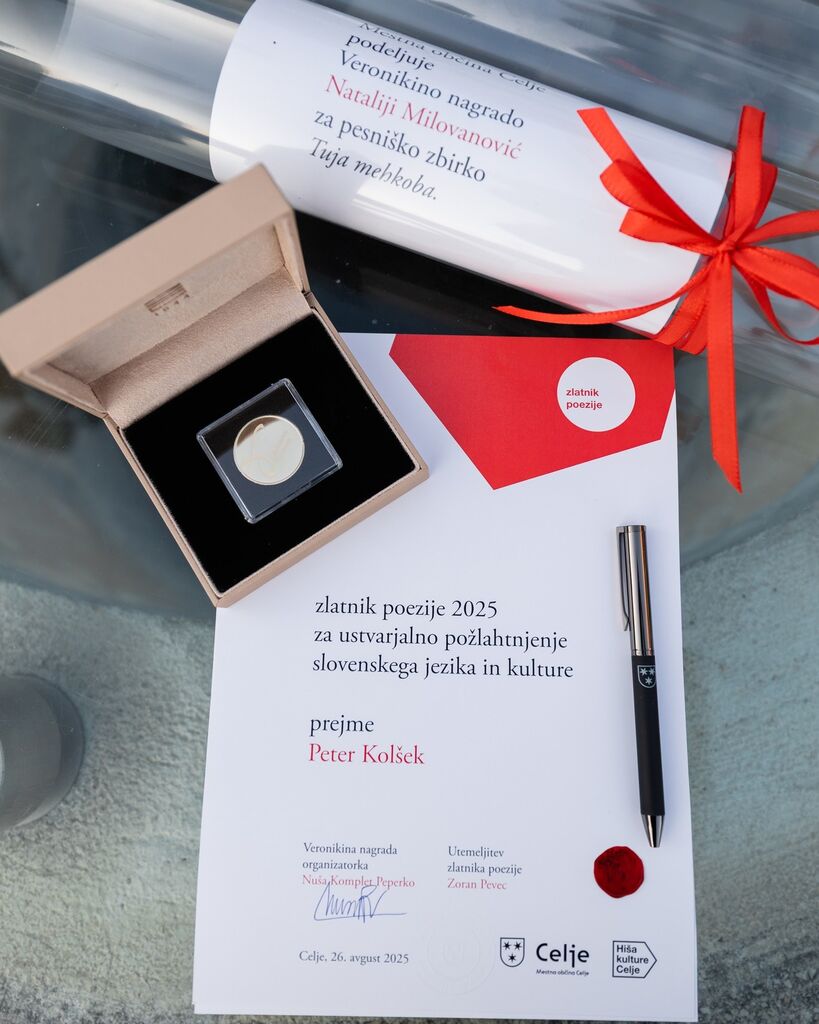 Mestna občina Celje
podeljuje
Veronikino nagrado
Nataliji Milovanović
za pesniško zbirko
Tuja mehkoba.
zlatnik
poezije
zlatnik poezije 2025
za ustvarjalno požlahtnjenje
slovenskega jezika in kulture
prejme
Peter Kolšek
Veronikina nagrada
organizatorka
Nuša Komplet Peperko
Utemeljitev
zlatnika poezije
Zoran Pevec
Celje, 26. avgust 2025
Celje
Mestna občina Celje
Hiša
kulture
Celje